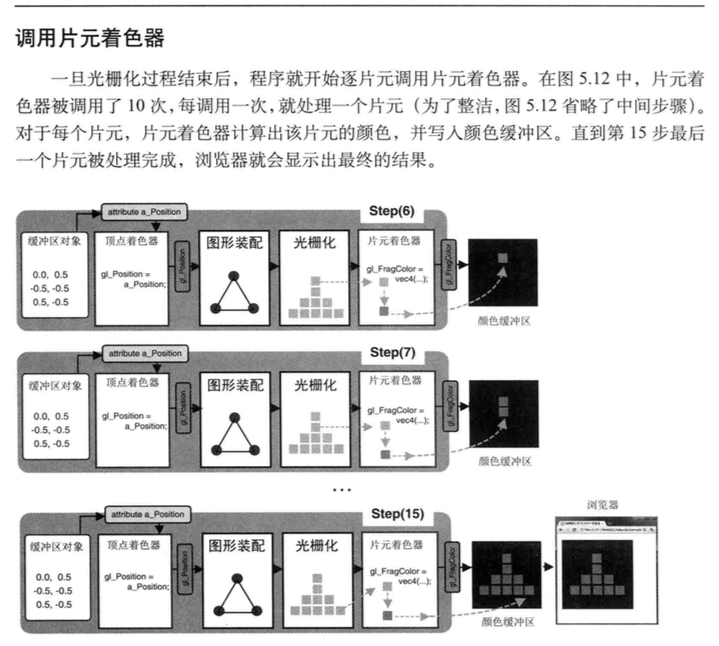 调用片元着色器
一旦光栅化过程结束后，程序就开始逐片元调用片元着色器。在图 5.12 中，片元着
色器被调用了 10 次，每调用一次，就处理一个片元（为了整洁，图 5.12 省略了中间步骤）。
对于每个片元，片元着色器计算出该片元的颜色，并写入颜色缓冲区。直到第 15 步最后
一个片元被处理完成，浏览器就会显示出最终的结果。
attribute a_Position
Step(6)
缓冲区对象
0.0, 0.5
-0.5, -0.5
0.5, -0.5
顶点着色器
gl_Position =
a_Position;
gl_Position
图形装配
光栅化
片元着色器
gl_FragColor =
vec4(...);
gl_FragColor
颜色缓冲区
attribute a_Position
Step(7)
缓冲区对象
0.0, 0.5
-0.5, -0.5
0.5, -0.5
顶点着色器
gl_Position =
a_Position;
gl_Position
图形装配
光栅化
片元着色器
gl_FragColor =
vec4(...);
gl_FragColor
颜色缓冲区
...
attribute a_Position
Step(15)
缓冲区对象
0.0, 0.5
-0.5, -0.5
0.5, -0.5
顶点着色器
gl_Position =
a_Position;
gl_Position
图形装配
光栅化
片元着色器
gl_FragColor =
vec4(...);
gl_FragColor
颜色缓冲区
浏览器